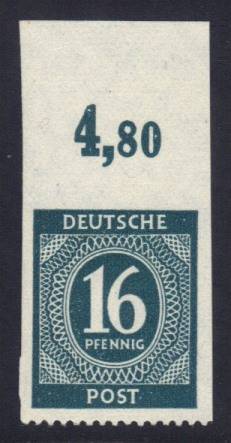 4,80
DEUTSCHE
16
PFENNIG
POST